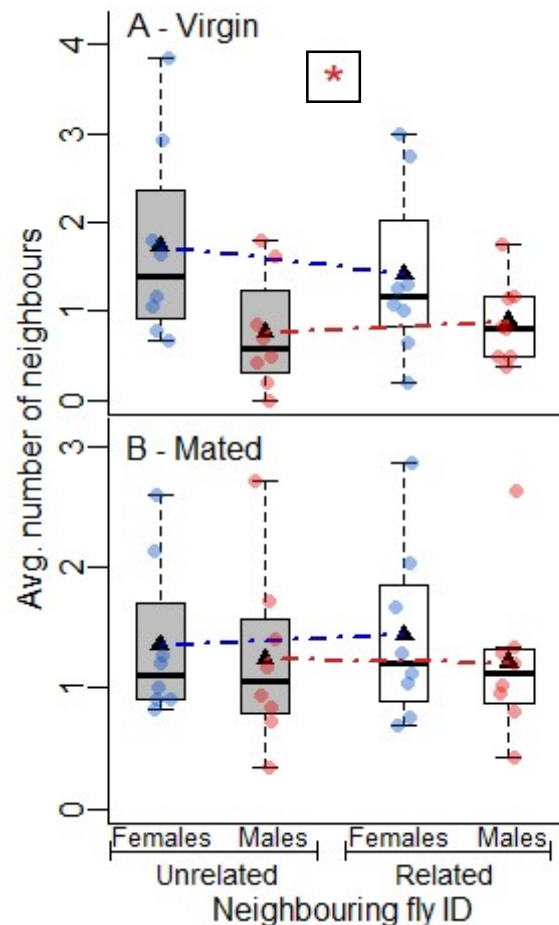 A - Virgin
*
4
3
2
1
0
B - Mated
3
2
1
0
Avg. number of neighbours
Females Males Females Males
Unrelated Related
Neighbouring fly ID